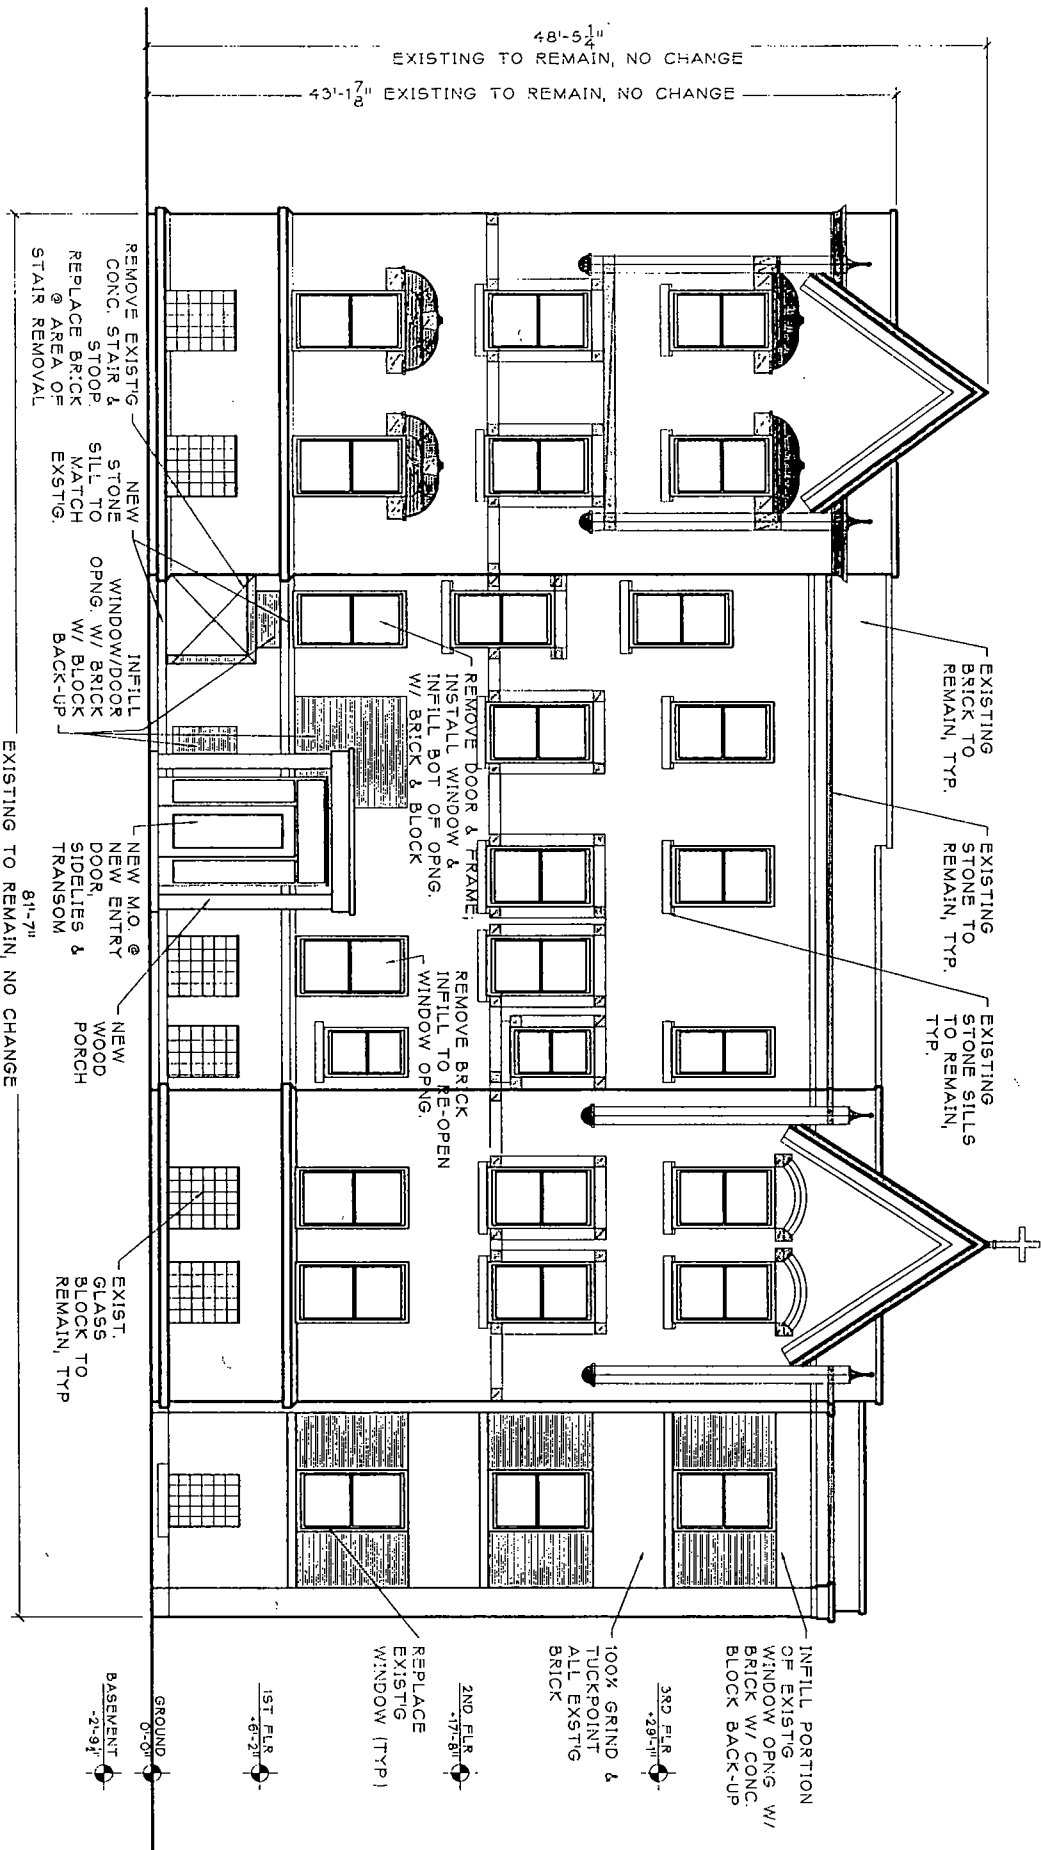 48'-5 1/4"
EXISTING TO REMAIN, NO CHANGE
43'-1 7/8" EXISTING TO REMAIN, NO CHANGE
EXISTING
BRICK TO
REMAIN, TYP.
EXISTING
STONE TO
REMAIN, TYP.
EXISTING
STONE SILLS
TO REMAIN,
TYP.
INFILL PORTION
OF EXIST'G
WINDOW OPNG W/
BRICK W/ CONC.
BLOCK BACK-UP
3RD FLR
+29'-1"
100% GRIND &
TUCKPOINT
ALL EXST'G
BRICK
2ND FLR
+17'-8"
REPLACE
EXIST'G
WINDOW (TYP)
1ST FLR
+6'-2"
GROUND
0'-0"
BASEMENT
-2'-9 1/2"
REMOVE DOOR & FRAME,
INSTALL WINDOW &
INFILL BOT OF OPNG.
W/ BRICK & BLOCK
REMOVE BRICK
INFILL TO RE-OPEN
WINDOW OPNG.
REMOVE EXIST'G
CONC. STAIR &
STOOP.
REPLACE BRICK
@ AREA OF
STAIR REMOVAL
NEW
STONE
SILL TO
MATCH
EXST'G.
INFILL
WINDOW/DOOR
OPNG. W/ BRICK
W/ BLOCK
BACK-UP
NEW M.O. @
NEW ENTRY
DOOR,
SIDELIES &
TRANSOM
NEW
WOOD
PORCH
EXIST.
GLASS
BLOCK TO
REMAIN, TYP
81'-7"
EXISTING TO REMAIN, NO CHANGE